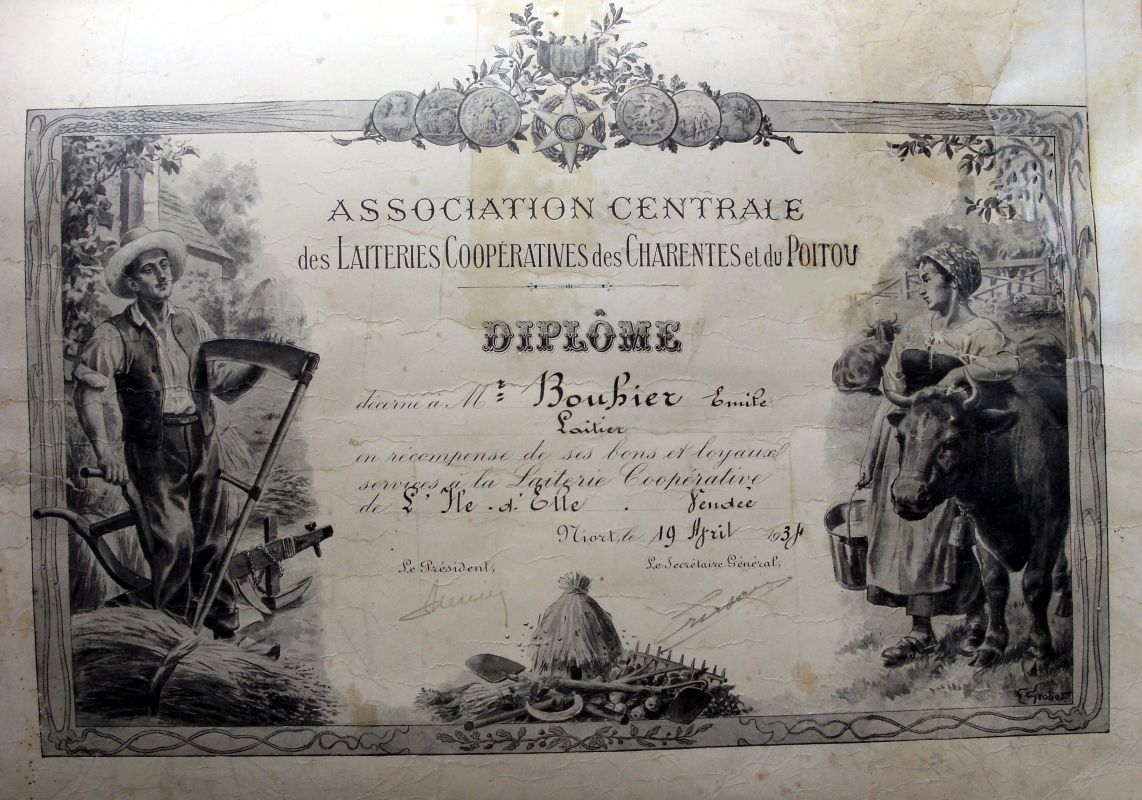 ASSOCIATION CENTRALE
des LAITERIES COOPÉRATIVES des CHARENTES et du POITOU
DIPLÔME
décerné à Mr Bouhier Emile
Laitier
en récompense de ses bons et loyaux
services à la Laiterie Coopérative
de L'Ile-d'Elle . Vendée
Niort, le 19 April 1934
Le Président, Le Secrétaire Général,